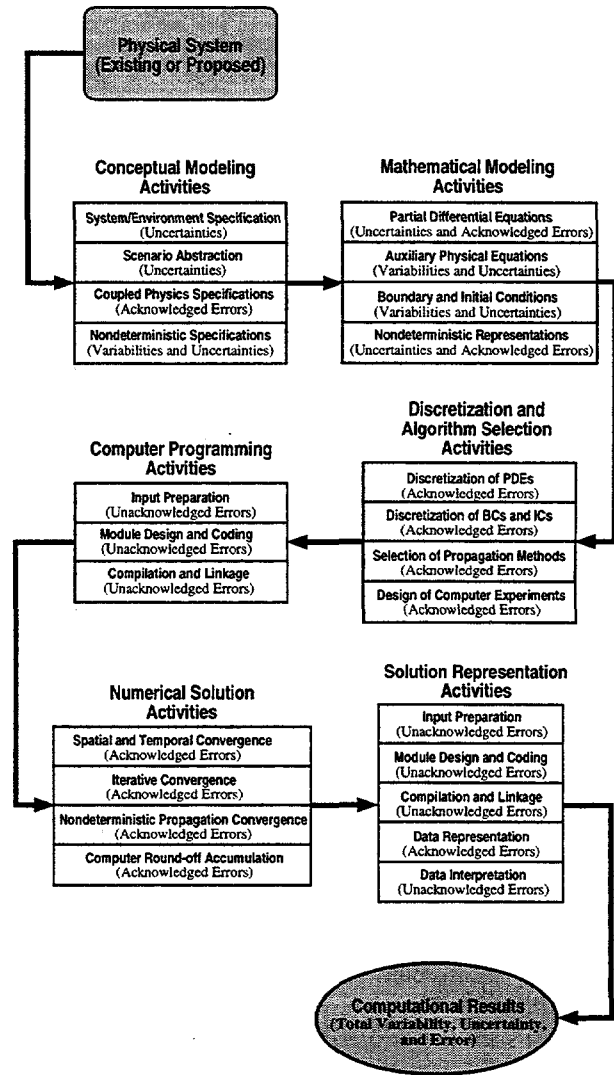 Physical System
(Existing or Proposed)
Conceptual Modeling
Activities
System/Environment Specification
(Uncertainties)
Scenario Abstraction
(Uncertainties)
Coupled Physics Specifications
(Acknowledged Errors)
Nondeterministic Specifications
(Variabilities and Uncertainties)
Mathematical Modeling
Activities
Partial Differential Equations
(Uncertainties and Acknowledged Errors)
Auxiliary Physical Equations
(Variabilities and Uncertainties)
Boundary and Initial Conditions
(Variabilities and Uncertainties)
Nondeterministic Representations
(Uncertainties and Acknowledged Errors)
Discretization and
Algorithm Selection
Activities
Discretization of PDEs
(Acknowledged Errors)
Discretization of BCs and ICs
(Acknowledged Errors)
Selection of Propagation Methods
(Acknowledged Errors)
Design of Computer Experiments
(Acknowledged Errors)
Computer Programming
Activities
Input Preparation
(Unacknowledged Errors)
Module Design and Coding
(Unacknowledged Errors)
Compilation and Linkage
(Unacknowledged Errors)
Numerical Solution
Activities
Spatial and Temporal Convergence
(Acknowledged Errors)
Iterative Convergence
(Acknowledged Errors)
Nondeterministic Propagation Convergence
(Acknowledged Errors)
Computer Round-off Accumulation
(Acknowledged Errors)
Solution Representation
Activities
Input Preparation
(Unacknowledged Errors)
Module Design and Coding
(Unacknowledged Errors)
Compilation and Linkage
(Unacknowledged Errors)
Data Representation
(Acknowledged Errors)
Data Interpretation
(Unacknowledged Errors)
Computational Results
(Total Variability, Uncertainty,
and Error)